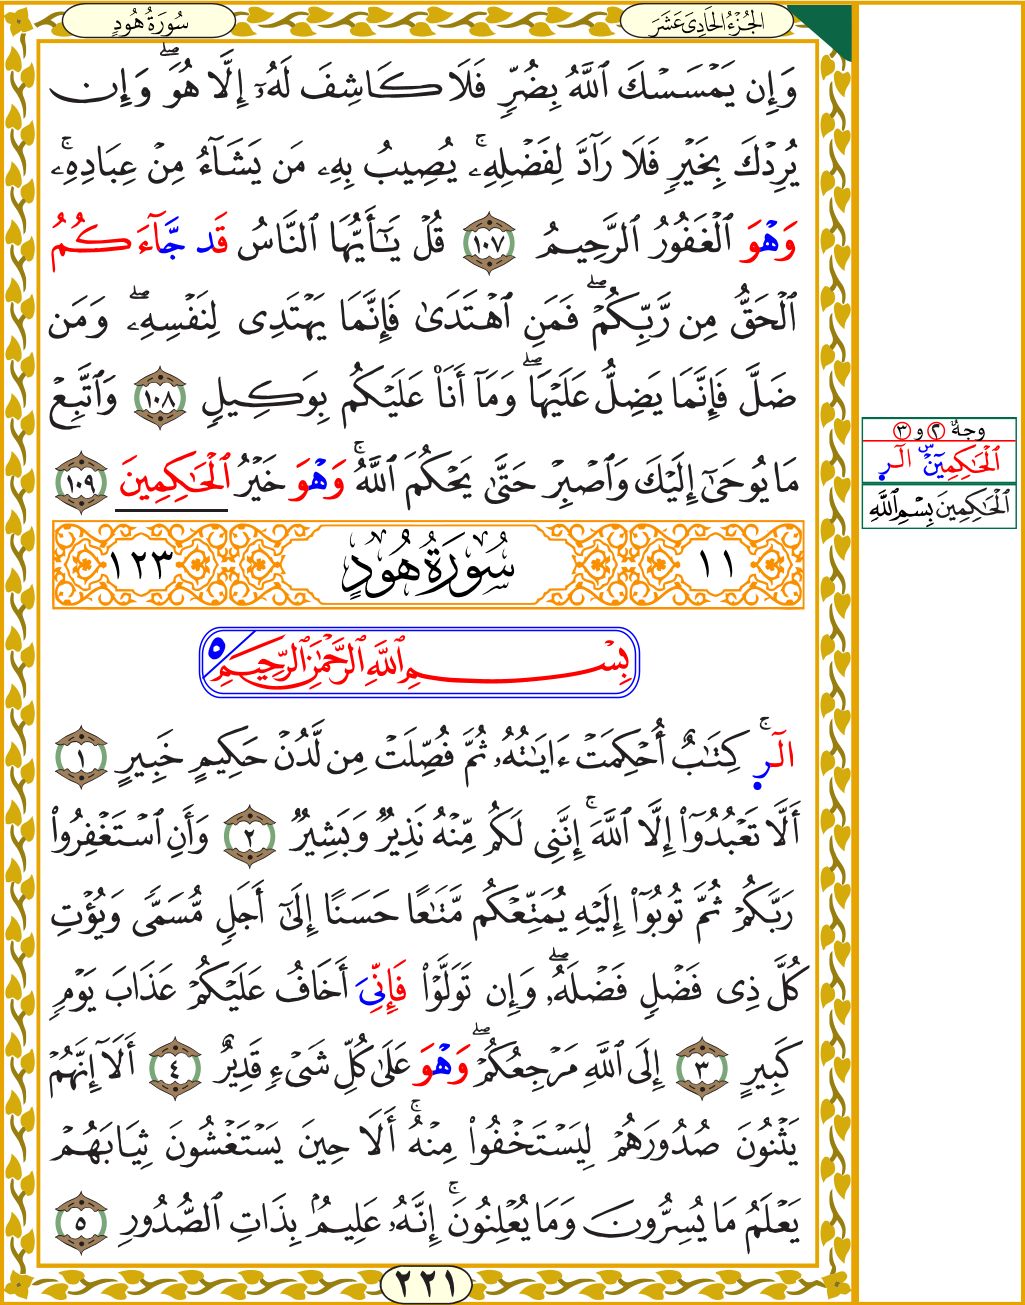 الجُزْءُ الحَادِىَ عَشَرَ
سُورَةُ هُودٍ
وَإِن يَمْسَسْكَ ٱللَّهُ بِضُرٍّ فَلَا كَاشِفَ لَهُۥٓ إِلَّا هُوَۖ وَإِن
يُرِدْكَ بِخَيْرٍ فَلَا رَآدَّ لِفَضْلِهِۦۚ يُصِيبُ بِهِۦ مَن يَشَآءُ مِنْ عِبَادِهِۦۚ
وَهْوَ ٱلْغَفُورُ ٱلرَّحِيمُ ١٠٧ قُلْ يَـٰٓأَيُّهَا ٱلنَّاسُ قَد جَّآءَكُمُ
ٱلْحَقُّ مِن رَّبِّكُمْۖ فَمَنِ ٱهْتَدَىٰ فَإِنَّمَا يَهْتَدِى لِنَفْسِهِۦۖ وَمَن
ضَلَّ فَإِنَّمَا يَضِلُّ عَلَيْهَاۖ وَمَآ أَنَا۠ عَلَيْكُم بِوَكِيلٍ ١٠٨ وَٱتَّبِعْ
مَا يُوحَىٰٓ إِلَيْكَ وَٱصْبِرْ حَتَّىٰ يَحْكُمَ ٱللَّهُۚ وَهْوَ خَيْرُ ٱلْحَـٰكِمِينَ ١٠٩
وجهٌ ٢ و ٣
ٱلْحَـٰكِمِينَۜ الٓر
ٱلْحَـٰكِمِينَ بِسْمِ ٱللَّهِ
١١ سُورَةُ هُودٍ ١٢٣
بِسْمِ ٱللَّهِ ٱلرَّحْمَـٰنِ ٱلرَّحِيمِ ٥
الٓرۚ كِتَـٰبٌ أُحْكِمَتْ ءَايَـٰتُهُۥ ثُمَّ فُصِّلَتْ مِن لَّدُنْ حَكِيمٍ خَبِيرٍ ١
أَلَّا تَعْبُدُوٓا۟ إِلَّا ٱللَّهَۚ إِنَّنِى لَكُم مِّنْهُ نَذِيرٌ وَبَشِيرٌ ٢ وَأَنِ ٱسْتَغْفِرُوا۟
رَبَّكُمْ ثُمَّ تُوبُوٓا۟ إِلَيْهِ يُمَتِّعْكُم مَّتَـٰعًا حَسَنًا إِلَىٰٓ أَجَلٍ مُّسَمًّى وَيُؤْتِ
كُلَّ ذِى فَضْلٍ فَضْلَهُۥۖ وَإِن تَوَلَّوْا۟ فَإِنِّىَ أَخَافُ عَلَيْكُمْ عَذَابَ يَوْمٍ
كَبِيرٍ ٣ إِلَى ٱللَّهِ مَرْجِعُكُمْۖ وَهْوَ عَلَىٰ كُلِّ شَىْءٍ قَدِيرٌ ٤ أَلَآ إِنَّهُمْ
يَثْنُونَ صُدُورَهُمْ لِيَسْتَخْفُوا۟ مِنْهُۚ أَلَا حِينَ يَسْتَغْشُونَ ثِيَابَهُمْ
يَعْلَمُ مَا يُسِرُّونَ وَمَا يُعْلِنُونَۚ إِنَّهُۥ عَلِيمٌۢ بِذَاتِ ٱلصُّدُورِ ٥
٢٢١